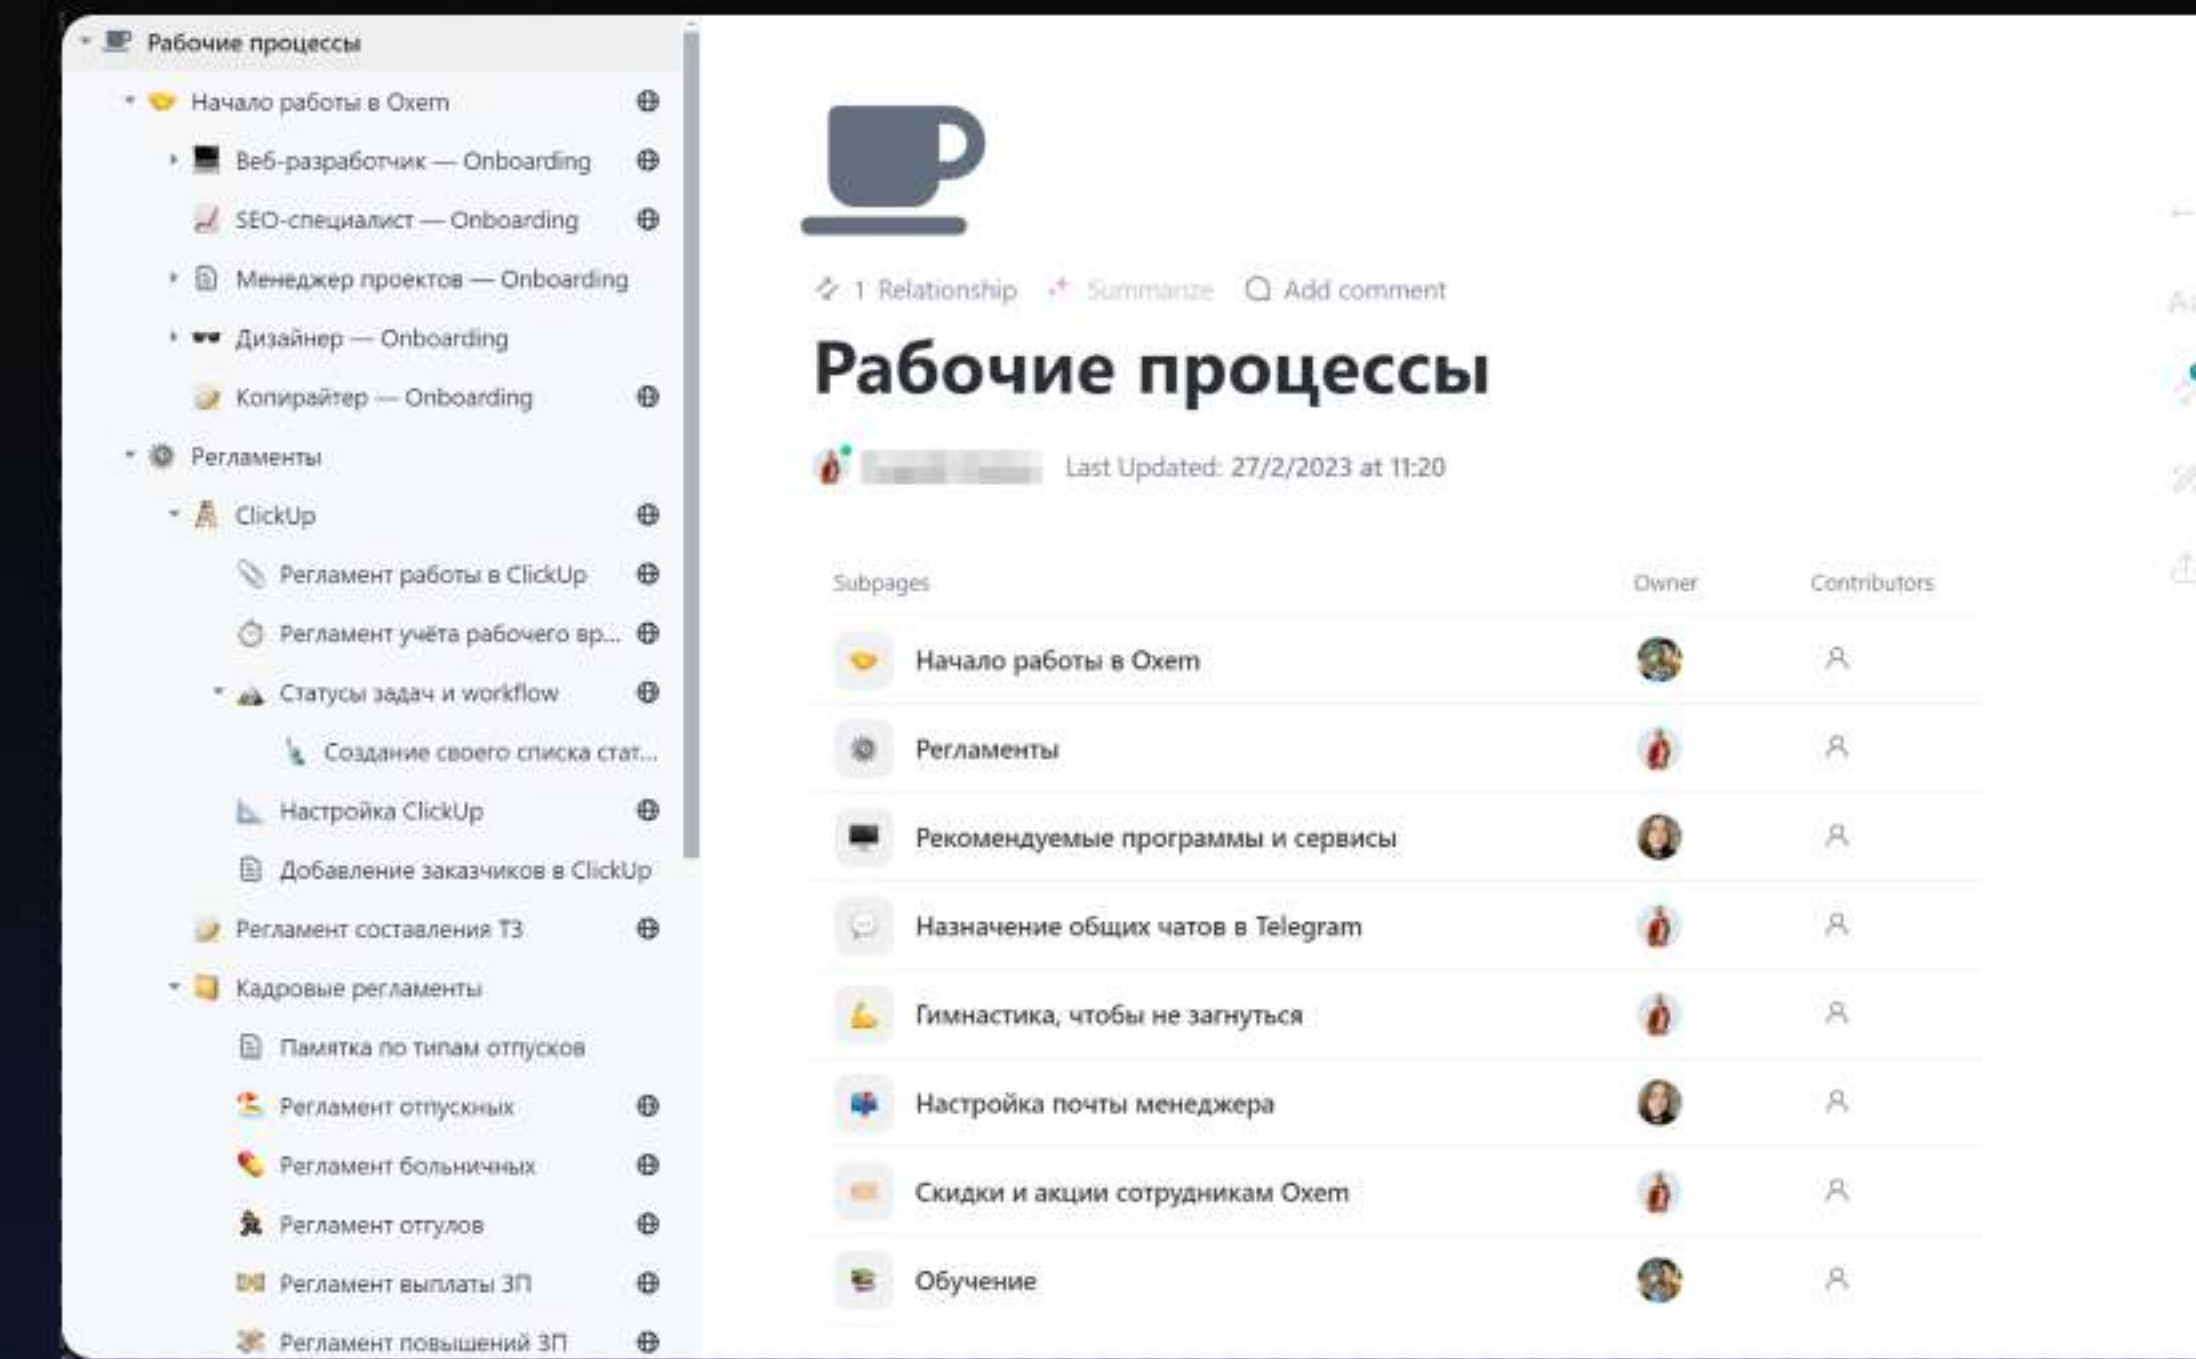 Рабочие процессы
Начало работы в Oxem
Веб-разработчик — Onboarding
SEO-специалист — Onboarding
Менеджер проектов — Onboarding
Дизайнер — Onboarding
Копирайтер — Onboarding
Регламенты
ClickUp
Регламент работы в ClickUp
Регламент учёта рабочего вр...
Статусы задач и workflow
Создание своего списка стат...
Настройка ClickUp
Добавление заказчиков в ClickUp
Регламент составления ТЗ
Кадровые регламенты
Памятка по типам отпусков
Регламент отпускных
Регламент больничных
Регламент отгулов
Регламент выплаты ЗП
Регламент повышений ЗП
1 Relationship Summarize Add comment
Рабочие процессы
Last Updated: 27/2/2023 at 11:20
Subpages Owner Contributors
Начало работы в Oxem
Регламенты
Рекомендуемые программы и сервисы
Назначение общих чатов в Telegram
Гимнастика, чтобы не загнуться
Настройка почты менеджера
Скидки и акции сотрудникам Oxem
Обучение